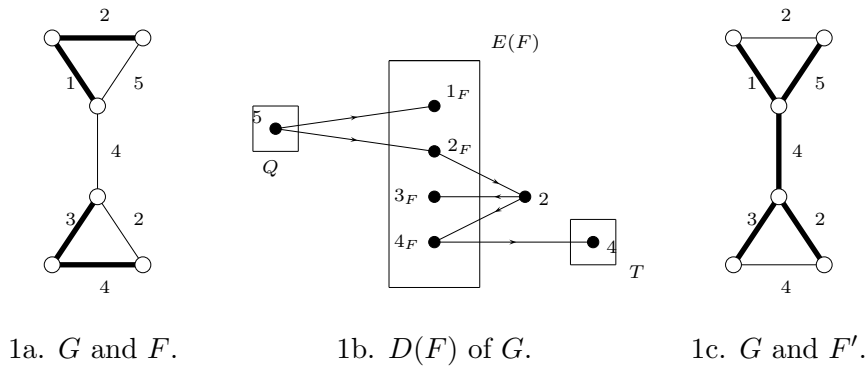 2
1
5
4
3
2
4
E(F)
5
Q
1_F
2_F
3_F
2
4_F
4
T
2
1
5
4
3
2
4
1a. G and F.
1b. D(F) of G.
1c. G and F′.